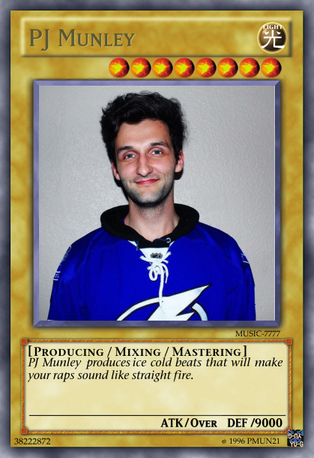 PJ Munley
LIGHT
光
MUSIC-7777
[Producing / Mixing / Mastering]
PJ Munley produces ice cold beats that will make
your raps sound like straight fire.
ATK/Over DEF/9000
38222872
© 1996 PMUN21